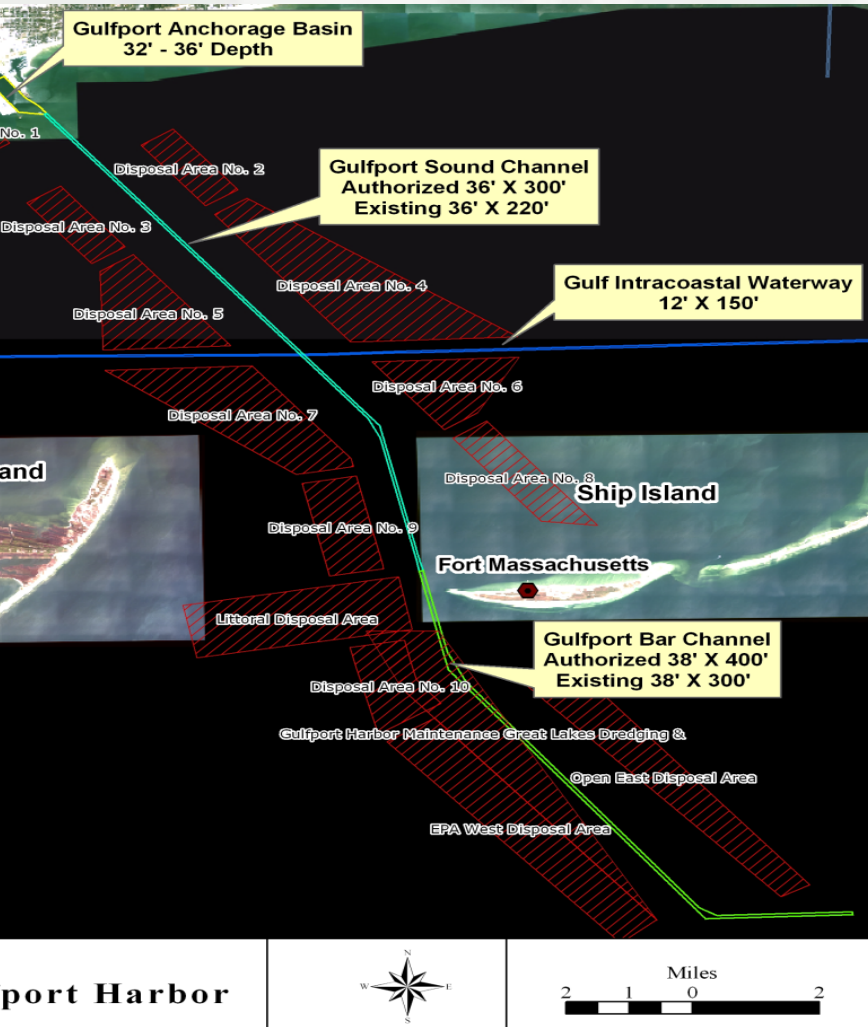 Gulfport Anchorage Basin
32' - 36' Depth
No. 1
Disposal Area No. 2
Gulfport Sound Channel
Authorized 36' X 300'
Existing 36' X 220'
Disposal Area No. 3
Disposal Area No. 4
Gulf Intracoastal Waterway
12' X 150'
Disposal Area No. 5
Disposal Area No. 6
Disposal Area No. 7
and
Disposal Area No. 8
Ship Island
Disposal Area No. 9
Fort Massachusetts
Littoral Disposal Area
Gulfport Bar Channel
Authorized 38' X 400'
Existing 38' X 300'
Disposal Area No. 10
Gulfport Harbor Maintenance Great Lakes Dredging &
Open East Disposal Area
EPA West Disposal Area
port Harbor
N
W E
S
Miles
2 1 0 2